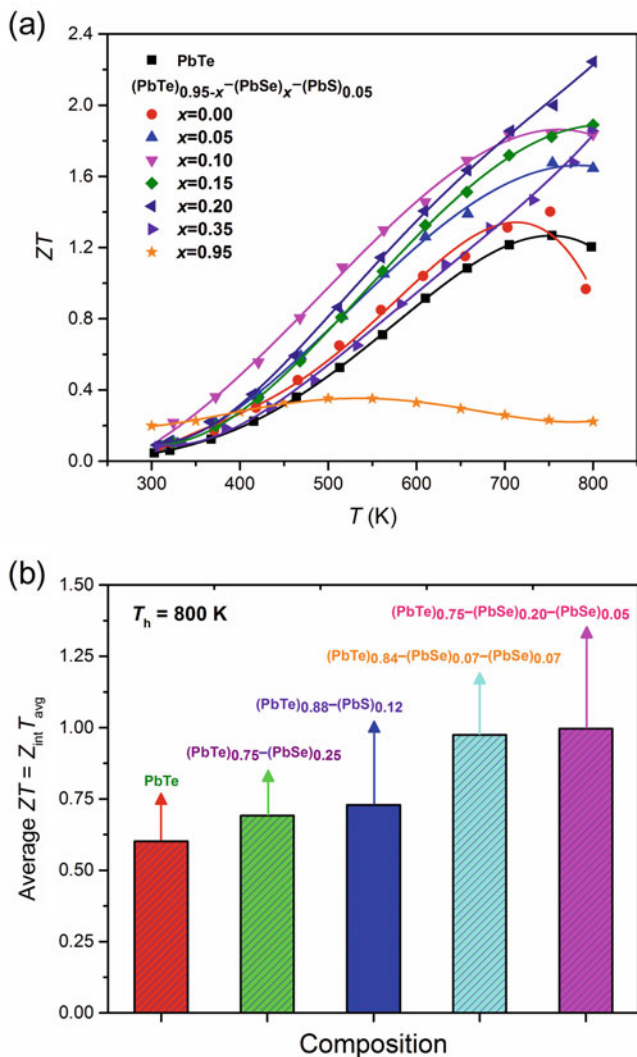 (a)
2.4
2.0
1.6
1.2
0.8
0.4
0.0
ZT
PbTe
(PbTe)0.95-x–(PbSe)x–(PbS)0.05
x=0.00
x=0.05
x=0.10
x=0.15
x=0.20
x=0.35
x=0.95
300 400 500 600 700 800
T (K)
(b)
1.50
1.25
1.00
0.75
0.50
0.25
0.00
Average ZT = Zint Tavg
Th = 800 K
(PbTe)0.75–(PbSe)0.20–(PbSe)0.05
(PbTe)0.84–(PbSe)0.07–(PbSe)0.07
(PbTe)0.88–(PbS)0.12
(PbTe)0.75–(PbSe)0.25
PbTe
Composition